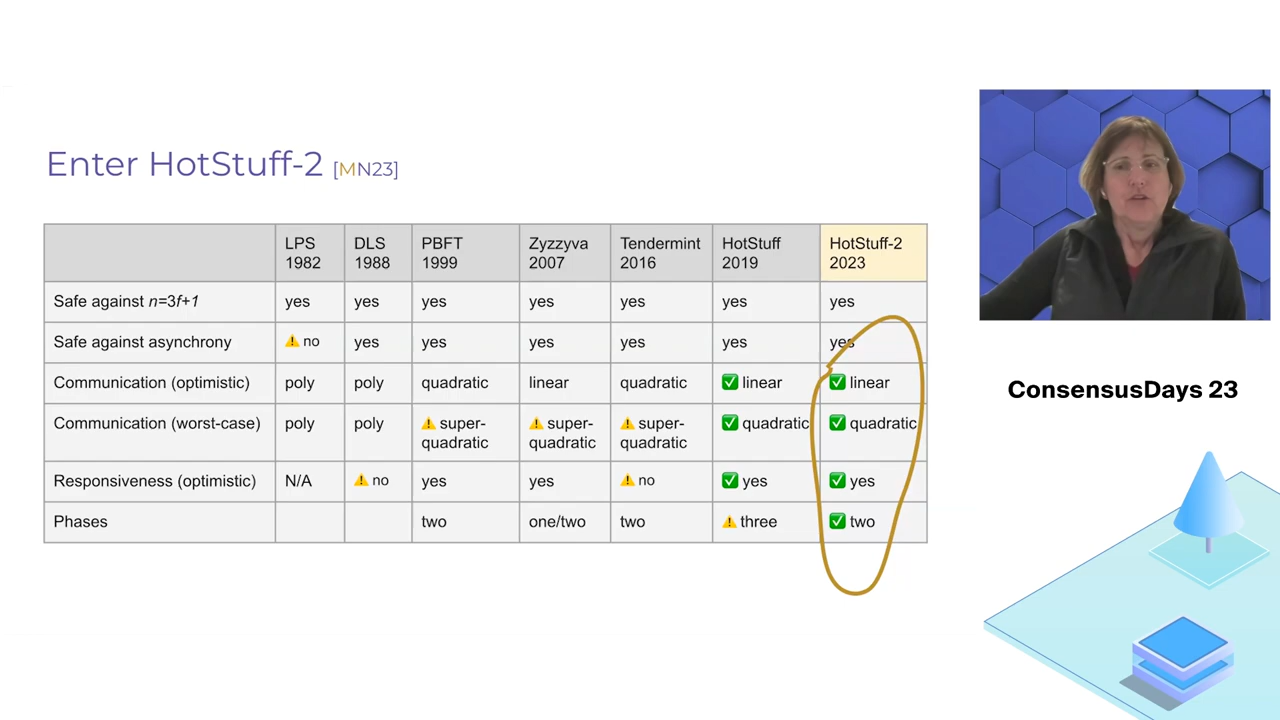 Enter HotStuff-2 [MN23]
LPS 1982 DLS 1988 PBFT 1999 Zyzzyva 2007 Tendermint 2016 HotStuff 2019 HotStuff-2 2023
Safe against n=3f+1 yes yes yes yes yes yes yes
Safe against asynchrony ⚠️ no yes yes yes yes yes yes
Communication (optimistic) poly poly quadratic linear quadratic ✅ linear ✅ linear
Communication (worst-case) poly poly ⚠️ super-quadratic ⚠️ super-quadratic ⚠️ super-quadratic ✅ quadratic ✅ quadratic
Responsiveness (optimistic) N/A ⚠️ no yes yes ⚠️ no ✅ yes ✅ yes
Phases two one/two two ⚠️ three ✅ two
ConsensusDays 23